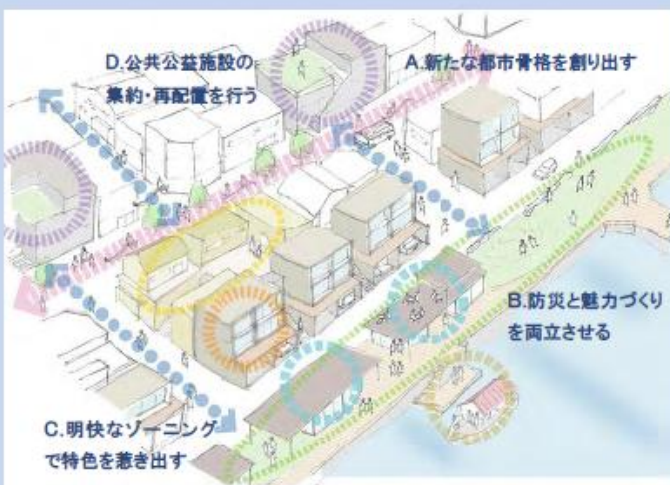 D.公共公益施設の
集約・再配置を行う
A.新たな都市骨格を創り出す
B.防災と魅力づくり
を両立させる
C.明快なゾーニング
で特色を惹き出す